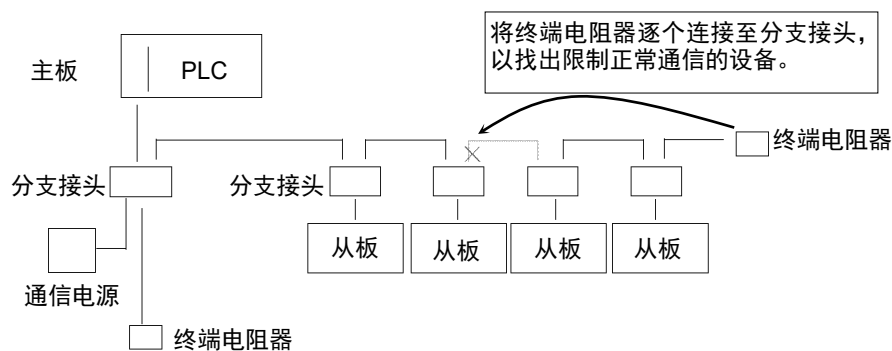 将终端电阻器逐个连接至分支接头，
以找出限制正常通信的设备。
主板
PLC
终端电阻器
分支接头
分支接头
从板
从板
从板
从板
通信电源
终端电阻器